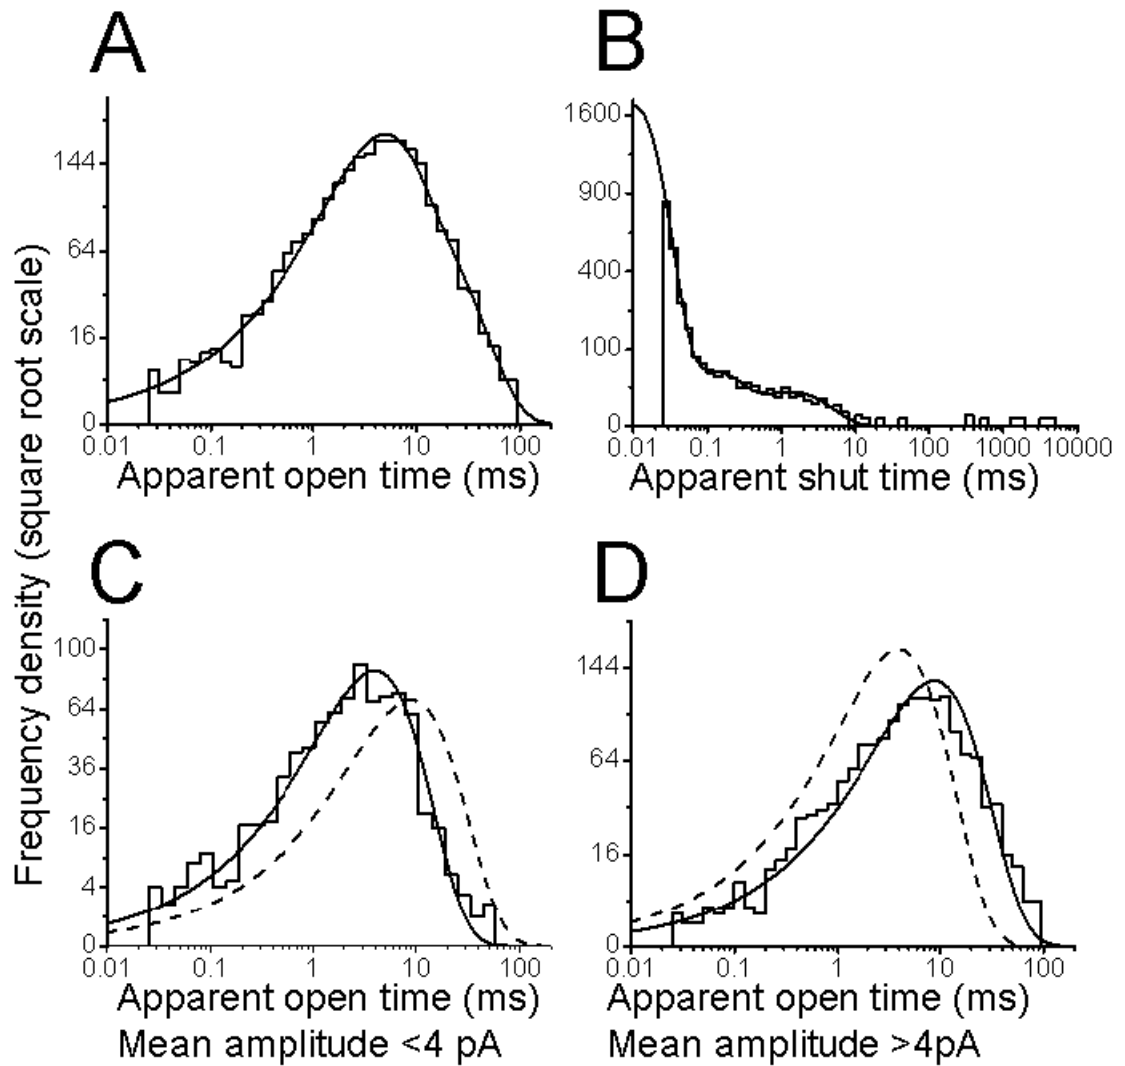 A
B
Frequency density (square root scale)
144
64
16
0
0.01 0.1 1 10 100
Apparent open time (ms)
1600
900
400
100
0
0.01 0.1 1 10 100 1000 10000
Apparent shut time (ms)
C
D
100
64
36
16
4
0
0.01 0.1 1 10 100
Apparent open time (ms)
Mean amplitude <4 pA
144
64
16
0
0.01 0.1 1 10 100
Apparent open time (ms)
Mean amplitude >4pA